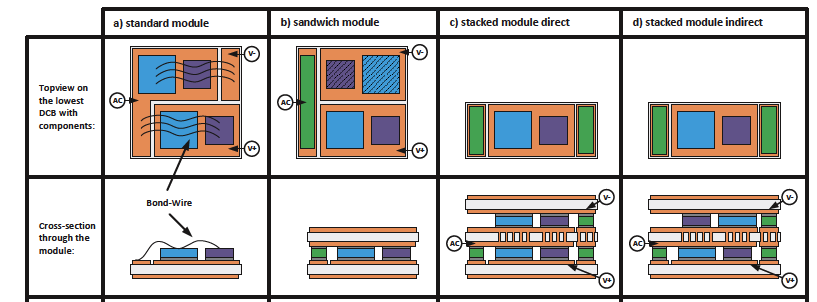 a) standard module
b) sandwich module
c) stacked module direct
d) stacked module indirect
Topview on
the lowest
DCB with
components:
V-
AC
V+
V-
AC
V+
Bond-Wire
Cross-section
through the
module:
V-
AC
V+
V-
AC
V+